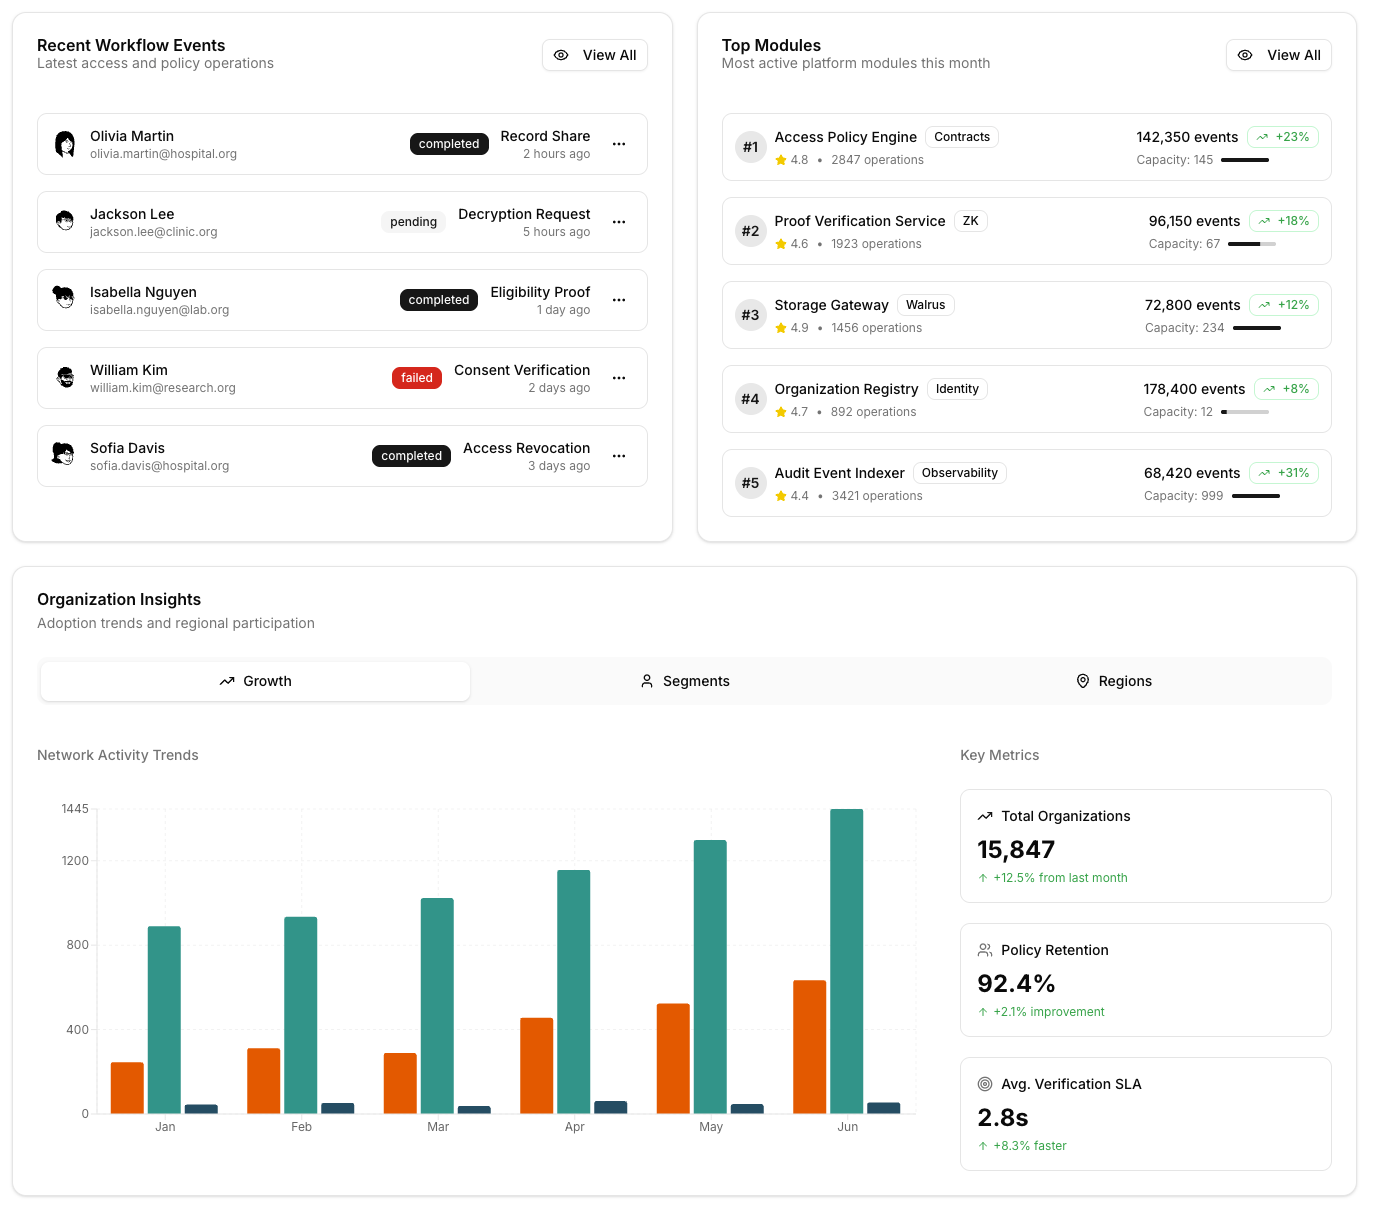 Recent Workflow Events
Latest access and policy operations
View All
Olivia Martin
olivia.martin@hospital.org
completed
Record Share
2 hours ago
Jackson Lee
jackson.lee@clinic.org
pending
Decryption Request
5 hours ago
Isabella Nguyen
isabella.nguyen@lab.org
completed
Eligibility Proof
1 day ago
William Kim
william.kim@research.org
failed
Consent Verification
2 days ago
Sofia Davis
sofia.davis@hospital.org
completed
Access Revocation
3 days ago
Top Modules
Most active platform modules this month
View All
#1
Access Policy Engine
Contracts
4.8 • 2847 operations
142,350 events
+23%
Capacity: 145
#2
Proof Verification Service
ZK
4.6 • 1923 operations
96,150 events
+18%
Capacity: 67
#3
Storage Gateway
Walrus
4.9 • 1456 operations
72,800 events
+12%
Capacity: 234
#4
Organization Registry
Identity
4.7 • 892 operations
178,400 events
+8%
Capacity: 12
#5
Audit Event Indexer
Observability
4.4 • 3421 operations
68,420 events
+31%
Capacity: 999
Organization Insights
Adoption trends and regional participation
Growth
Segments
Regions
Network Activity Trends
1445
1200
800
400
0
Jan
Feb
Mar
Apr
May
Jun
Key Metrics
Total Organizations
15,847
↑ +12.5% from last month
Policy Retention
92.4%
↑ +2.1% improvement
Avg. Verification SLA
2.8s
↑ +8.3% faster